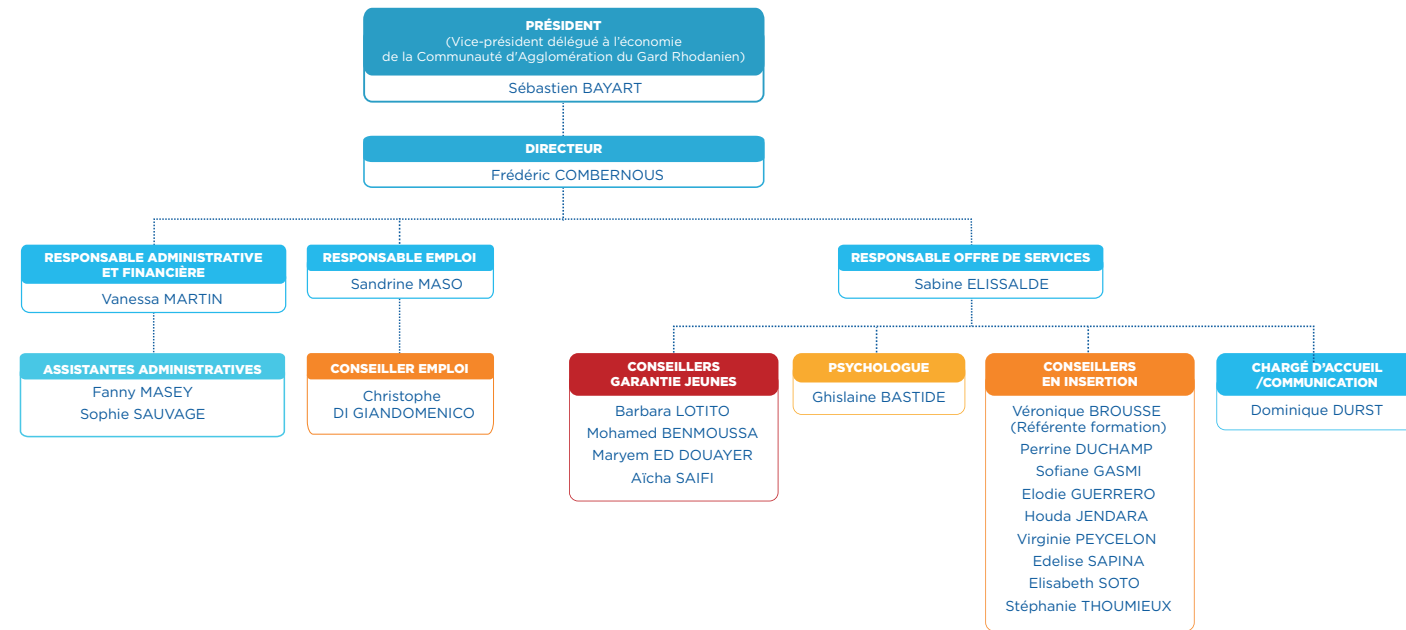 PRÉSIDENT
(Vice-président délégué à l'économie
de la Communauté d'Agglomération du Gard Rhodanien)
Sébastien BAYART
DIRECTEUR
Frédéric COMBERNOUS
RESPONSABLE ADMINISTRATIVE
ET FINANCIÈRE
Vanessa MARTIN
RESPONSABLE EMPLOI
Sandrine MASO
RESPONSABLE OFFRE DE SERVICES
Sabine ELISSALDE
ASSISTANTES ADMINISTRATIVES
Fanny MASEY
Sophie SAUVAGE
CONSEILLER EMPLOI
Christophe
DI GIANDOMENICO
CONSEILLERS
GARANTIE JEUNES
Barbara LOTITO
Mohamed BENMOUSSA
Maryem ED DOUAYER
Aïcha SAIFI
PSYCHOLOGUE
Ghislaine BASTIDE
CONSEILLERS
EN INSERTION
Véronique BROUSSE
(Référente formation)
Perrine DUCHAMP
Sofiane GASMI
Elodie GUERRERO
Houda JENDARA
Virginie PEYCELON
Edelise SAPINA
Elisabeth SOTO
Stéphanie THOUMIEUX
CHARGÉ D'ACCUEIL
/COMMUNICATION
Dominique DURST